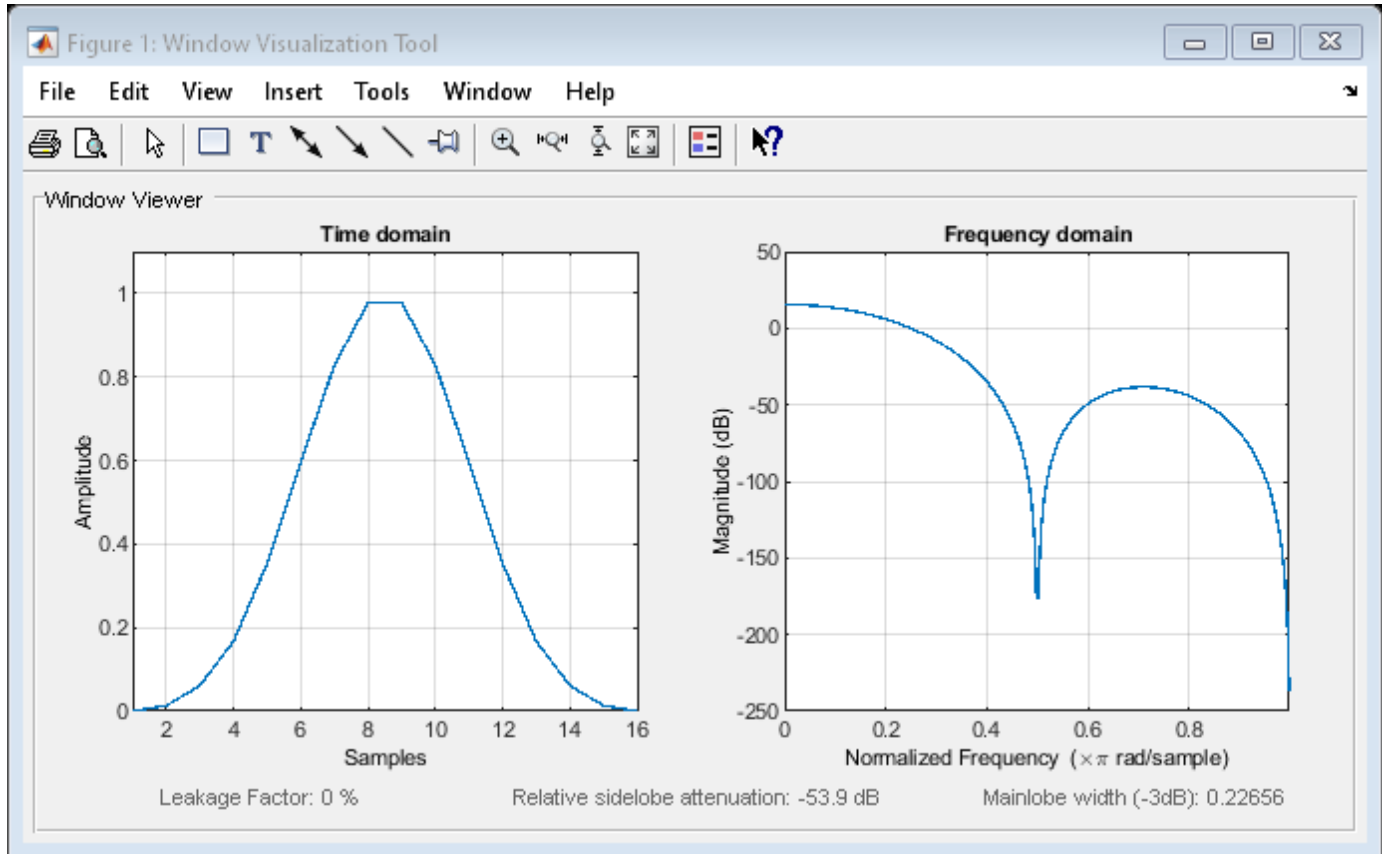 Figure 1: Window Visualization Tool
File Edit View Insert Tools Window Help
T ?
Window Viewer
Time domain
1
0.8
0.6
0.4
0.2
0
2 4 6 8 10 12 14 16
Amplitude
Samples
Frequency domain
50
0
-50
-100
-150
-200
-250
0 0.2 0.4 0.6 0.8
Magnitude (dB)
Normalized Frequency (×π rad/sample)
Leakage Factor: 0 % Relative sidelobe attenuation: -53.9 dB Mainlobe width (-3dB): 0.22656